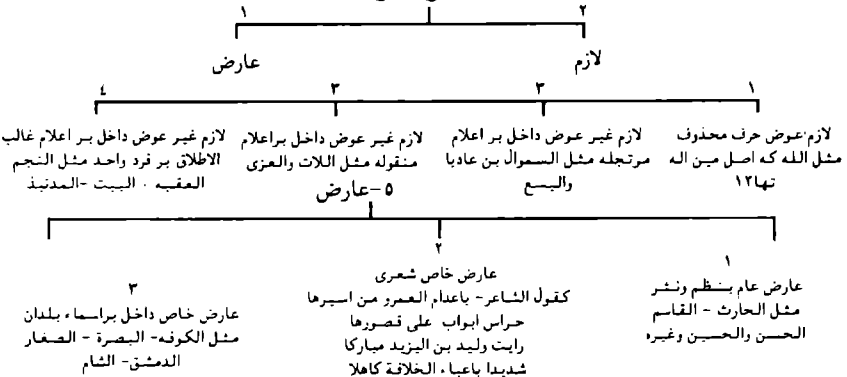 ١ ٢
عارض لازم
١ ٣ ٣ ٤
لازم عوض حرف محذوف
مثل الله كه اصل مين اله
تها١٢
لازم غير عوض داخل بر اعلام
مرتجله مثل السموال بن عاديا
واليسع
لازم غير عوض داخل براعلام
منقوله مثل اللات والعزى
لازم غير عوض داخل بر اعلام غالب
الاطلاق بر فرد واحد مثل النجم
العقبه . البيت -المدنيذ
٥-عارض
١
عارض عام بنظم ونثر
مثل الحارث - القاسم
الحسن والحسين وغيره
٢
عارض خاص شعرى
كقول الشاعر- باعدام العمرو من اسيرها
حراس ابواب على قصورها
رايت وليد بن اليزيد مباركا
شديدا باعباء الخلافة كاهلا
٣
عارض خاص داخل براسماء بلدان
مثل الكوفه- البصرة - الصغار
الدمشق- الشام